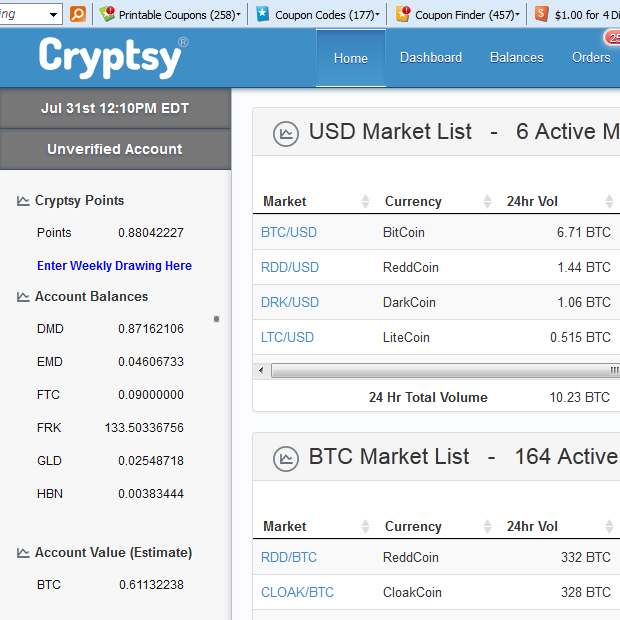 ing Printable Coupons (258) Coupon Codes (177) Coupon Finder (457) $1.00 for 4 Di
Cryptsy® Home Dashboard Balances Orders 25
Jul 31st 12:10PM EDT
Unverified Account
Cryptsy Points
Points 0.88042227
Enter Weekly Drawing Here
Account Balances
DMD 0.87162106
EMD 0.04606733
FTC 0.09000000
FRK 133.50336756
GLD 0.02548718
HBN 0.00383444
Account Value (Estimate)
BTC 0.61132238
USD Market List - 6 Active M
Market Currency 24hr Vol
BTC/USD BitCoin 6.71 BTC
RDD/USD ReddCoin 1.44 BTC
DRK/USD DarkCoin 1.06 BTC
LTC/USD LiteCoin 0.515 BTC
24 Hr Total Volume 10.23 BTC
BTC Market List - 164 Active
Market Currency 24hr Vol
RDD/BTC ReddCoin 332 BTC
CLOAK/BTC CloakCoin 328 BTC